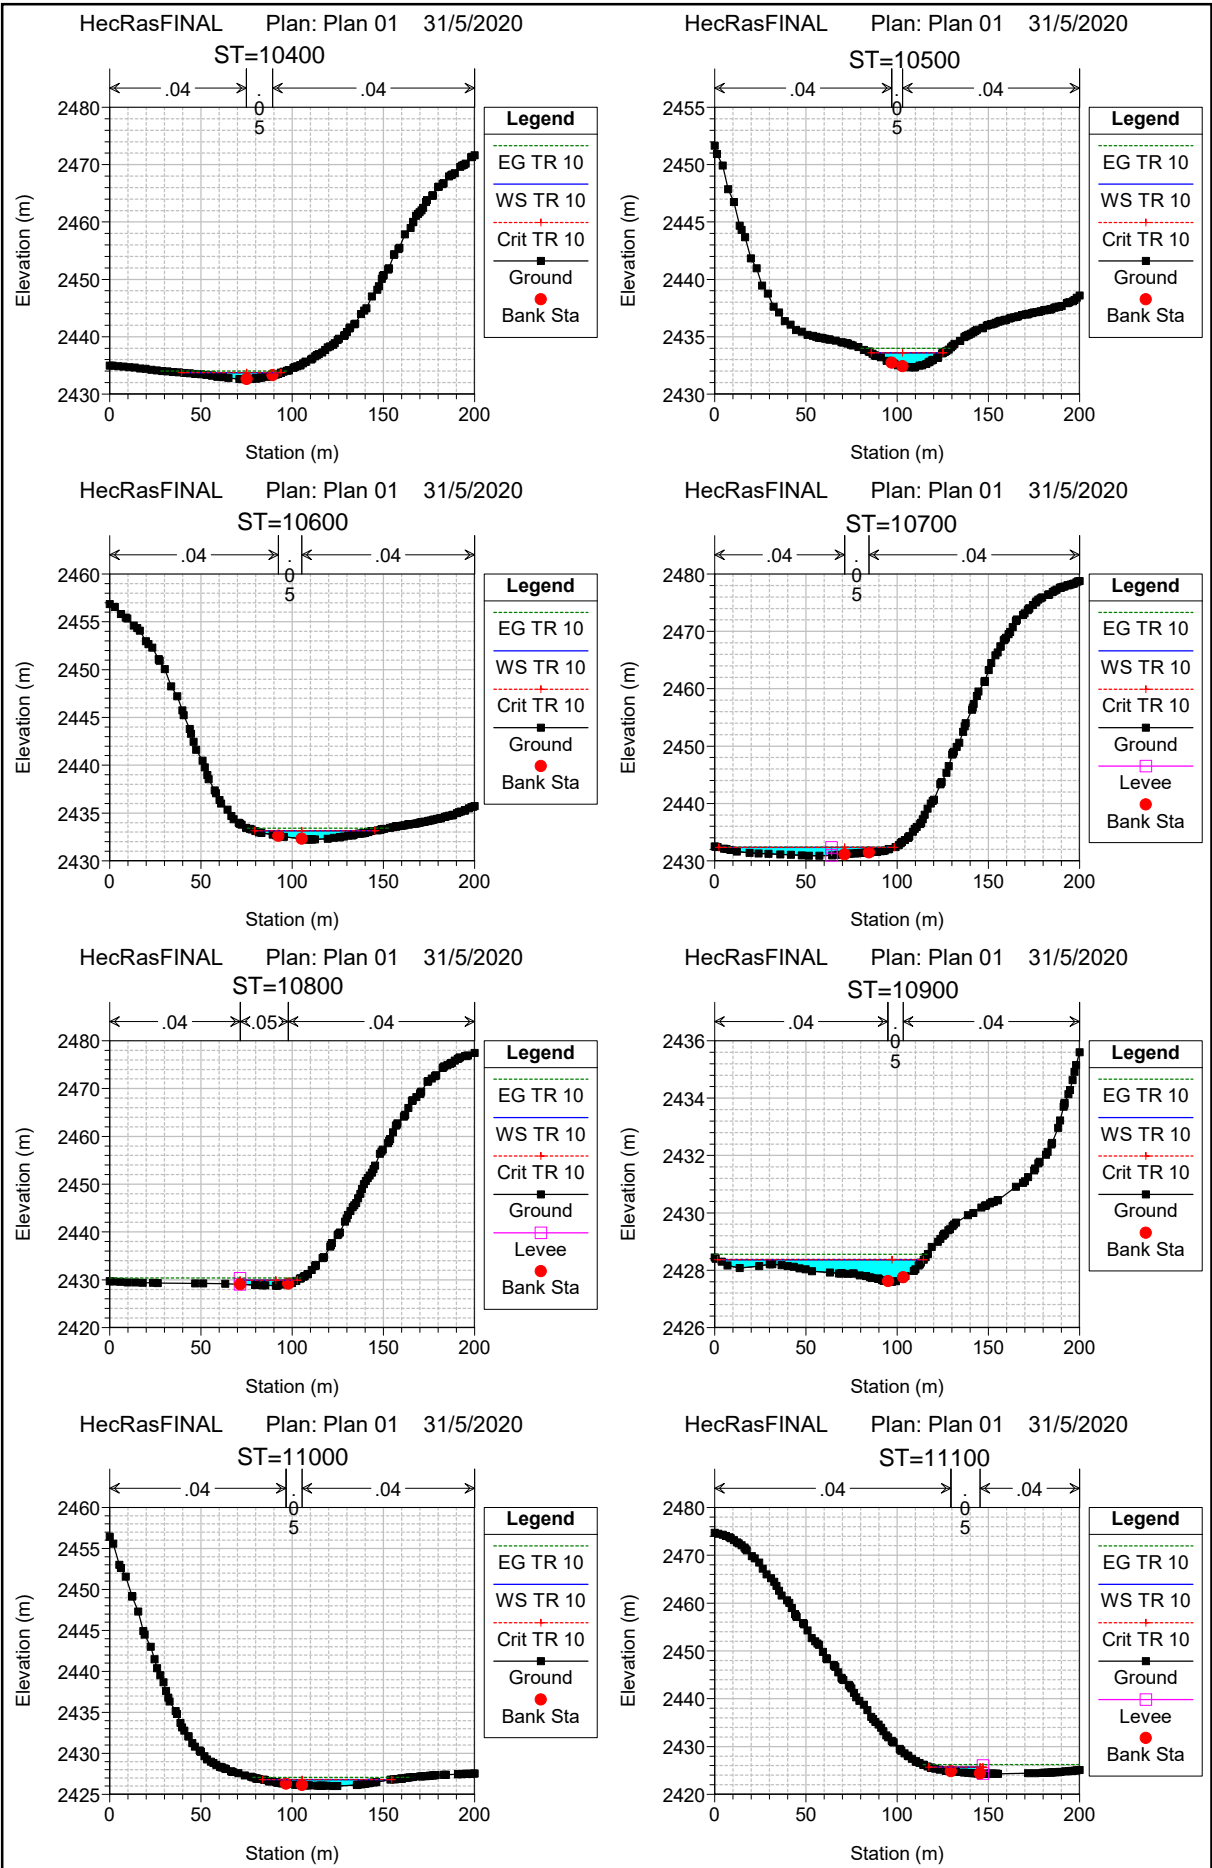 HecRasFINAL Plan: Plan 01 31/5/2020
ST=10400
.04 .05 .04
2480
2470
2460
2450
2440
2430
0 50 100 150 200
Elevation (m)
Station (m)
Legend
EG TR 10
WS TR 10
Crit TR 10
Ground
Bank Sta
HecRasFINAL Plan: Plan 01 31/5/2020
ST=10500
.04 .05 .04
2455
2450
2445
2440
2435
2430
0 50 100 150 200
Elevation (m)
Station (m)
Legend
EG TR 10
WS TR 10
Crit TR 10
Ground
Bank Sta
HecRasFINAL Plan: Plan 01 31/5/2020
ST=10600
.04 .05 .04
2460
2455
2450
2445
2440
2435
2430
0 50 100 150 200
Elevation (m)
Station (m)
Legend
EG TR 10
WS TR 10
Crit TR 10
Ground
Bank Sta
HecRasFINAL Plan: Plan 01 31/5/2020
ST=10700
.04 .05 .04
2480
2470
2460
2450
2440
2430
0 50 100 150 200
Elevation (m)
Station (m)
Legend
EG TR 10
WS TR 10
Crit TR 10
Ground
Levee
Bank Sta
HecRasFINAL Plan: Plan 01 31/5/2020
ST=10800
.04 .05 .04
2480
2470
2460
2450
2440
2430
2420
0 50 100 150 200
Elevation (m)
Station (m)
Legend
EG TR 10
WS TR 10
Crit TR 10
Ground
Levee
Bank Sta
HecRasFINAL Plan: Plan 01 31/5/2020
ST=10900
.04 .05 .04
2436
2434
2432
2430
2428
2426
0 50 100 150 200
Elevation (m)
Station (m)
Legend
EG TR 10
WS TR 10
Crit TR 10
Ground
Bank Sta
HecRasFINAL Plan: Plan 01 31/5/2020
ST=11000
.04 .05 .04
2460
2455
2450
2445
2440
2435
2430
2425
0 50 100 150 200
Elevation (m)
Station (m)
Legend
EG TR 10
WS TR 10
Crit TR 10
Ground
Bank Sta
HecRasFINAL Plan: Plan 01 31/5/2020
ST=11100
.04 .05 .04
2480
2470
2460
2450
2440
2430
2420
0 50 100 150 200
Elevation (m)
Station (m)
Legend
EG TR 10
WS TR 10
Crit TR 10
Ground
Levee
Bank Sta